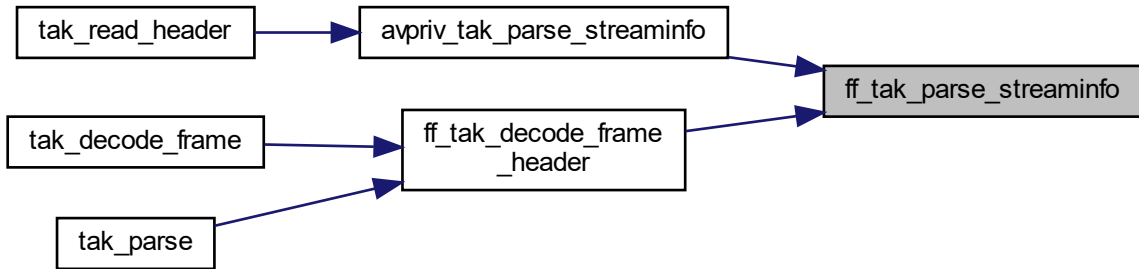 tak_read_header
avpriv_tak_parse_streaminfo
ff_tak_parse_streaminfo
tak_decode_frame
ff_tak_decode_frame
_header
tak_parse